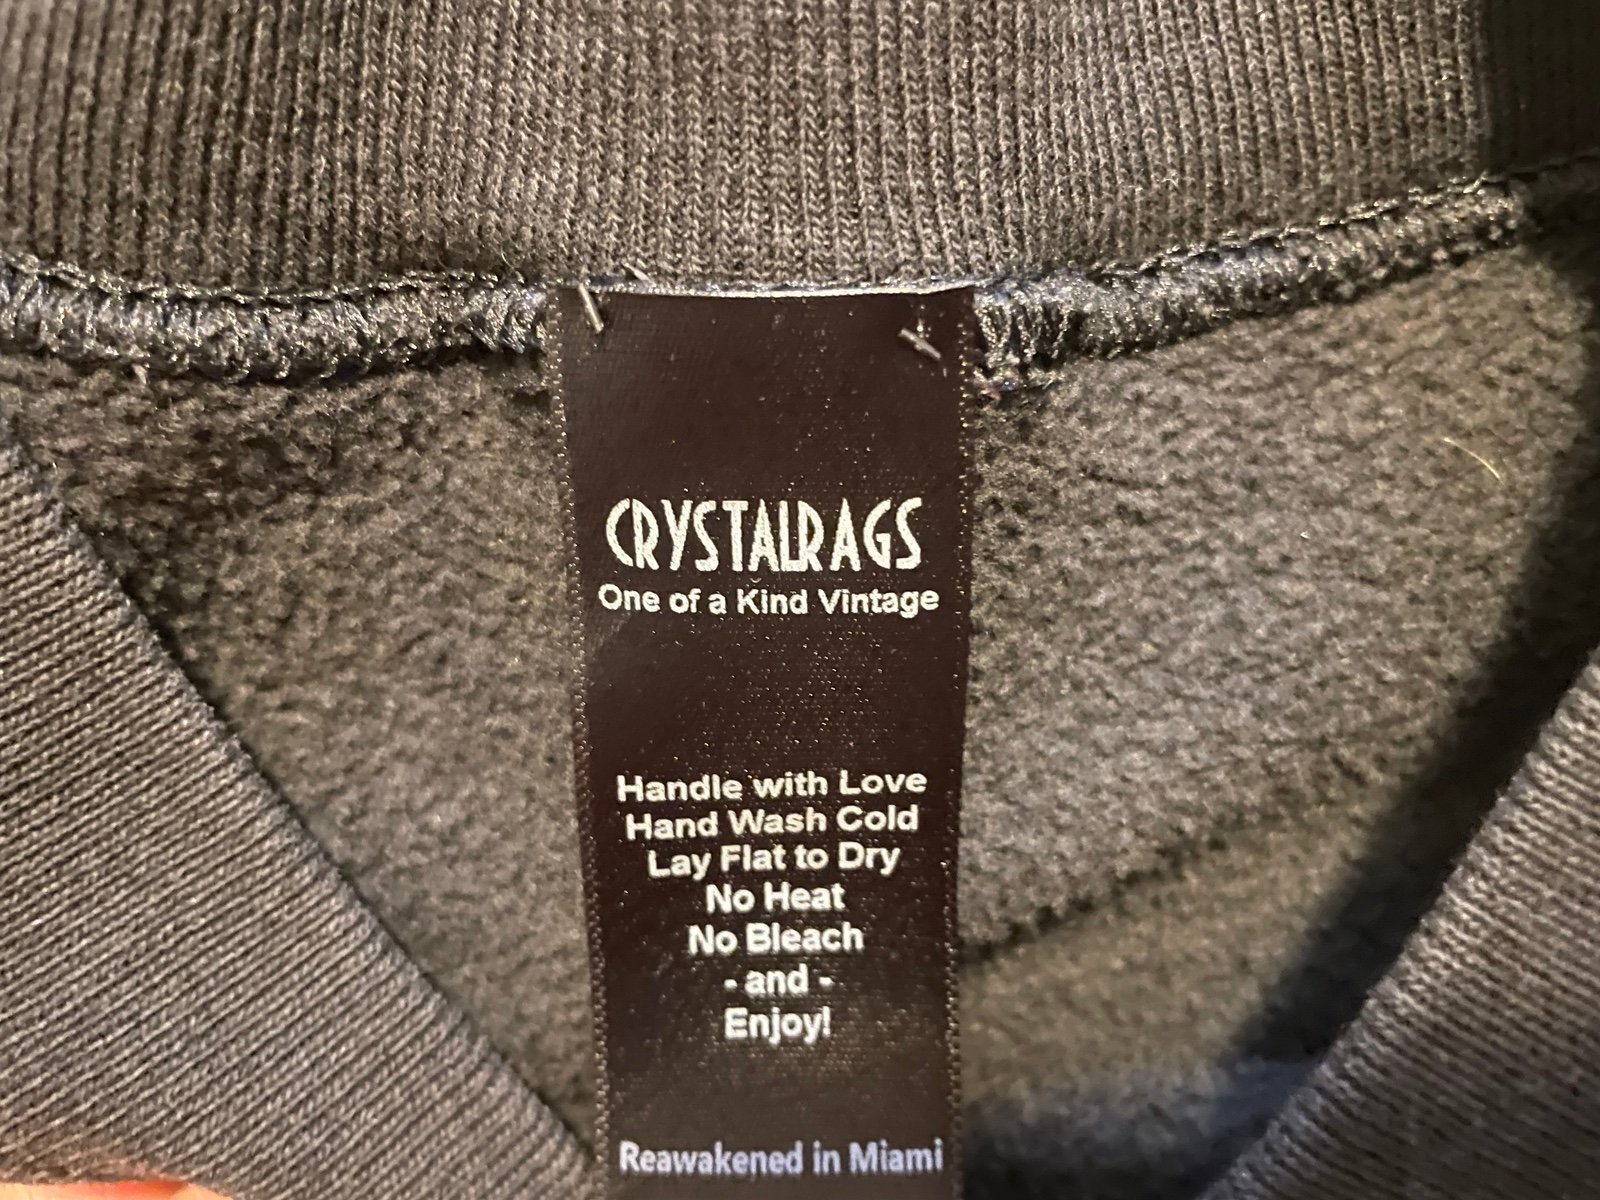 CRYSTALRAGS
One of a Kind Vintage
Handle with Love
Hand Wash Cold
Lay Flat to Dry
No Heat
No Bleach
- and -
Enjoy!
Reawakened in Miami